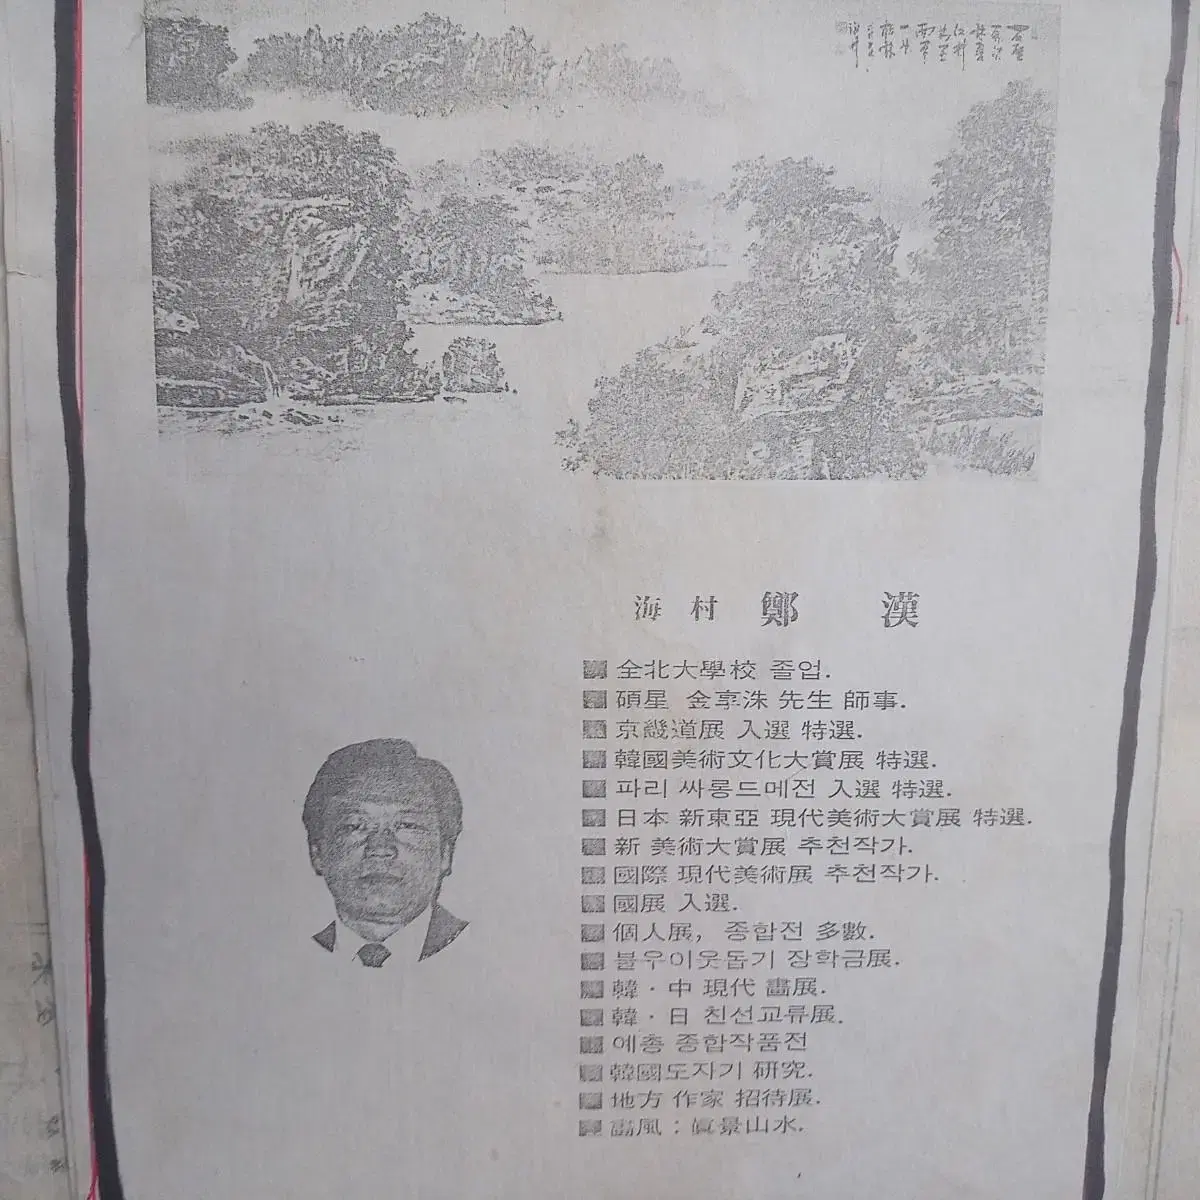 海村 鄭 漢
全北大學校 졸업.
碩星 金享洙 先生 師事.
京畿道展 入選 特選.
韓國美術文化大賞展 特選.
파리 싸롱드메전 入選 特選.
日本 新東亞 現代美術大賞展 特選.
新 美術大賞展 추천작가.
國際 現代美術展 추천작가.
國展 入選.
個人展, 종합전 多數.
불우이웃돕기 장학금展.
韓·中 現代 畵展.
韓·日 친선교류展.
예총 종합작품전
韓國도자기 研究.
地方 作家 招待展.
畵風 : 眞景山水.